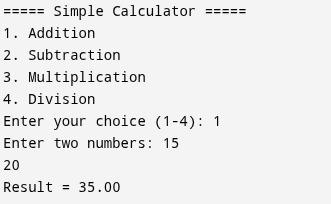 ===== Simple Calculator =====
1. Addition
2. Subtraction
3. Multiplication
4. Division
Enter your choice (1-4): 1
Enter two numbers: 15
20
Result = 35.00